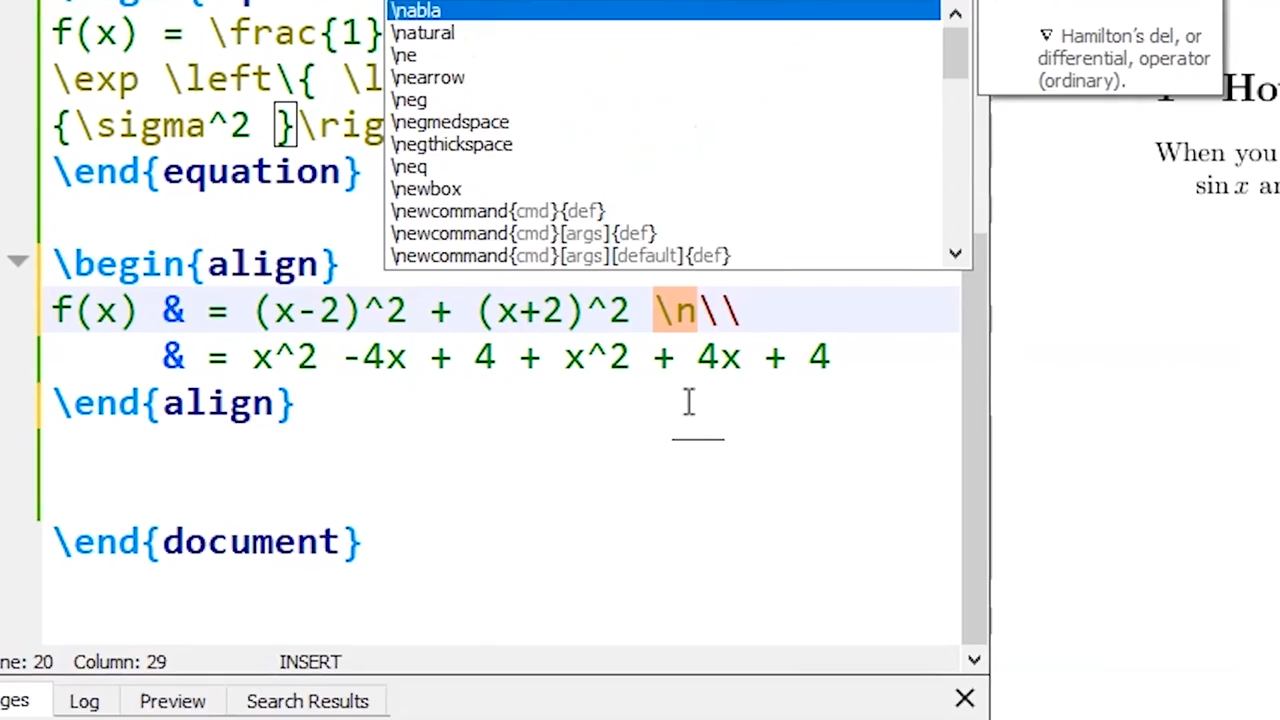 f(x) = \frac{1}
\exp \left\{ \l
{\sigma^2 }\rig
\end{equation}
\nabla
\natural
\ne
\nearrow
\neg
\negmedspace
\negthickspace
\neq
\newbox
\newcommand{cmd}{def}
\newcommand{cmd}[args]{def}
\newcommand{cmd}[args][default]{def}
∇ Hamilton's del, or
differential, operator
(ordinary).
When you
sin x an
\begin{align}
f(x) & = (x-2)^2 + (x+2)^2 \n\\
& = x^2 -4x + 4 + x^2 + 4x + 4
\end{align}
\end{document}
ne: 20 Column: 29 INSERT
ges Log Preview Search Results